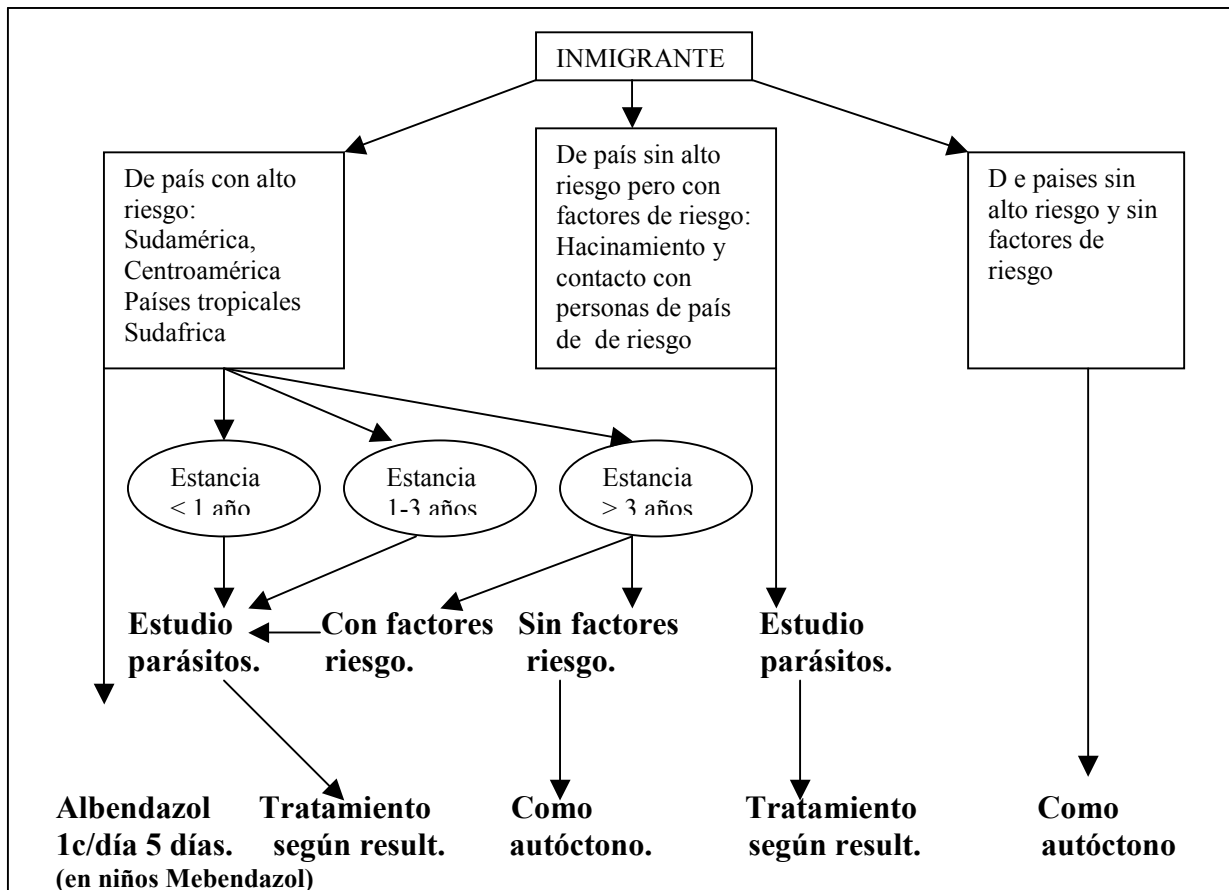 INMIGRANTE
De país con alto
riesgo:
Sudamérica,
Centroamérica
Países tropicales
Sudafrica
De país sin alto
riesgo pero con
factores de riesgo:
Hacinamiento y
contacto con
personas de país
de de riesgo
D e paises sin
alto riesgo y sin
factores de
riesgo
Estancia
< 1 año
Estancia
1-3 años
Estancia
> 3 años
Estudio
parásitos.
Con factores
riesgo.
Sin factores
riesgo.
Estudio
parásitos.
Albendazol
1c/día 5 días.
(en niños Mebendazol)
Tratamiento
según result.
Como
autóctono.
Tratamiento
según result.
Como
autóctono